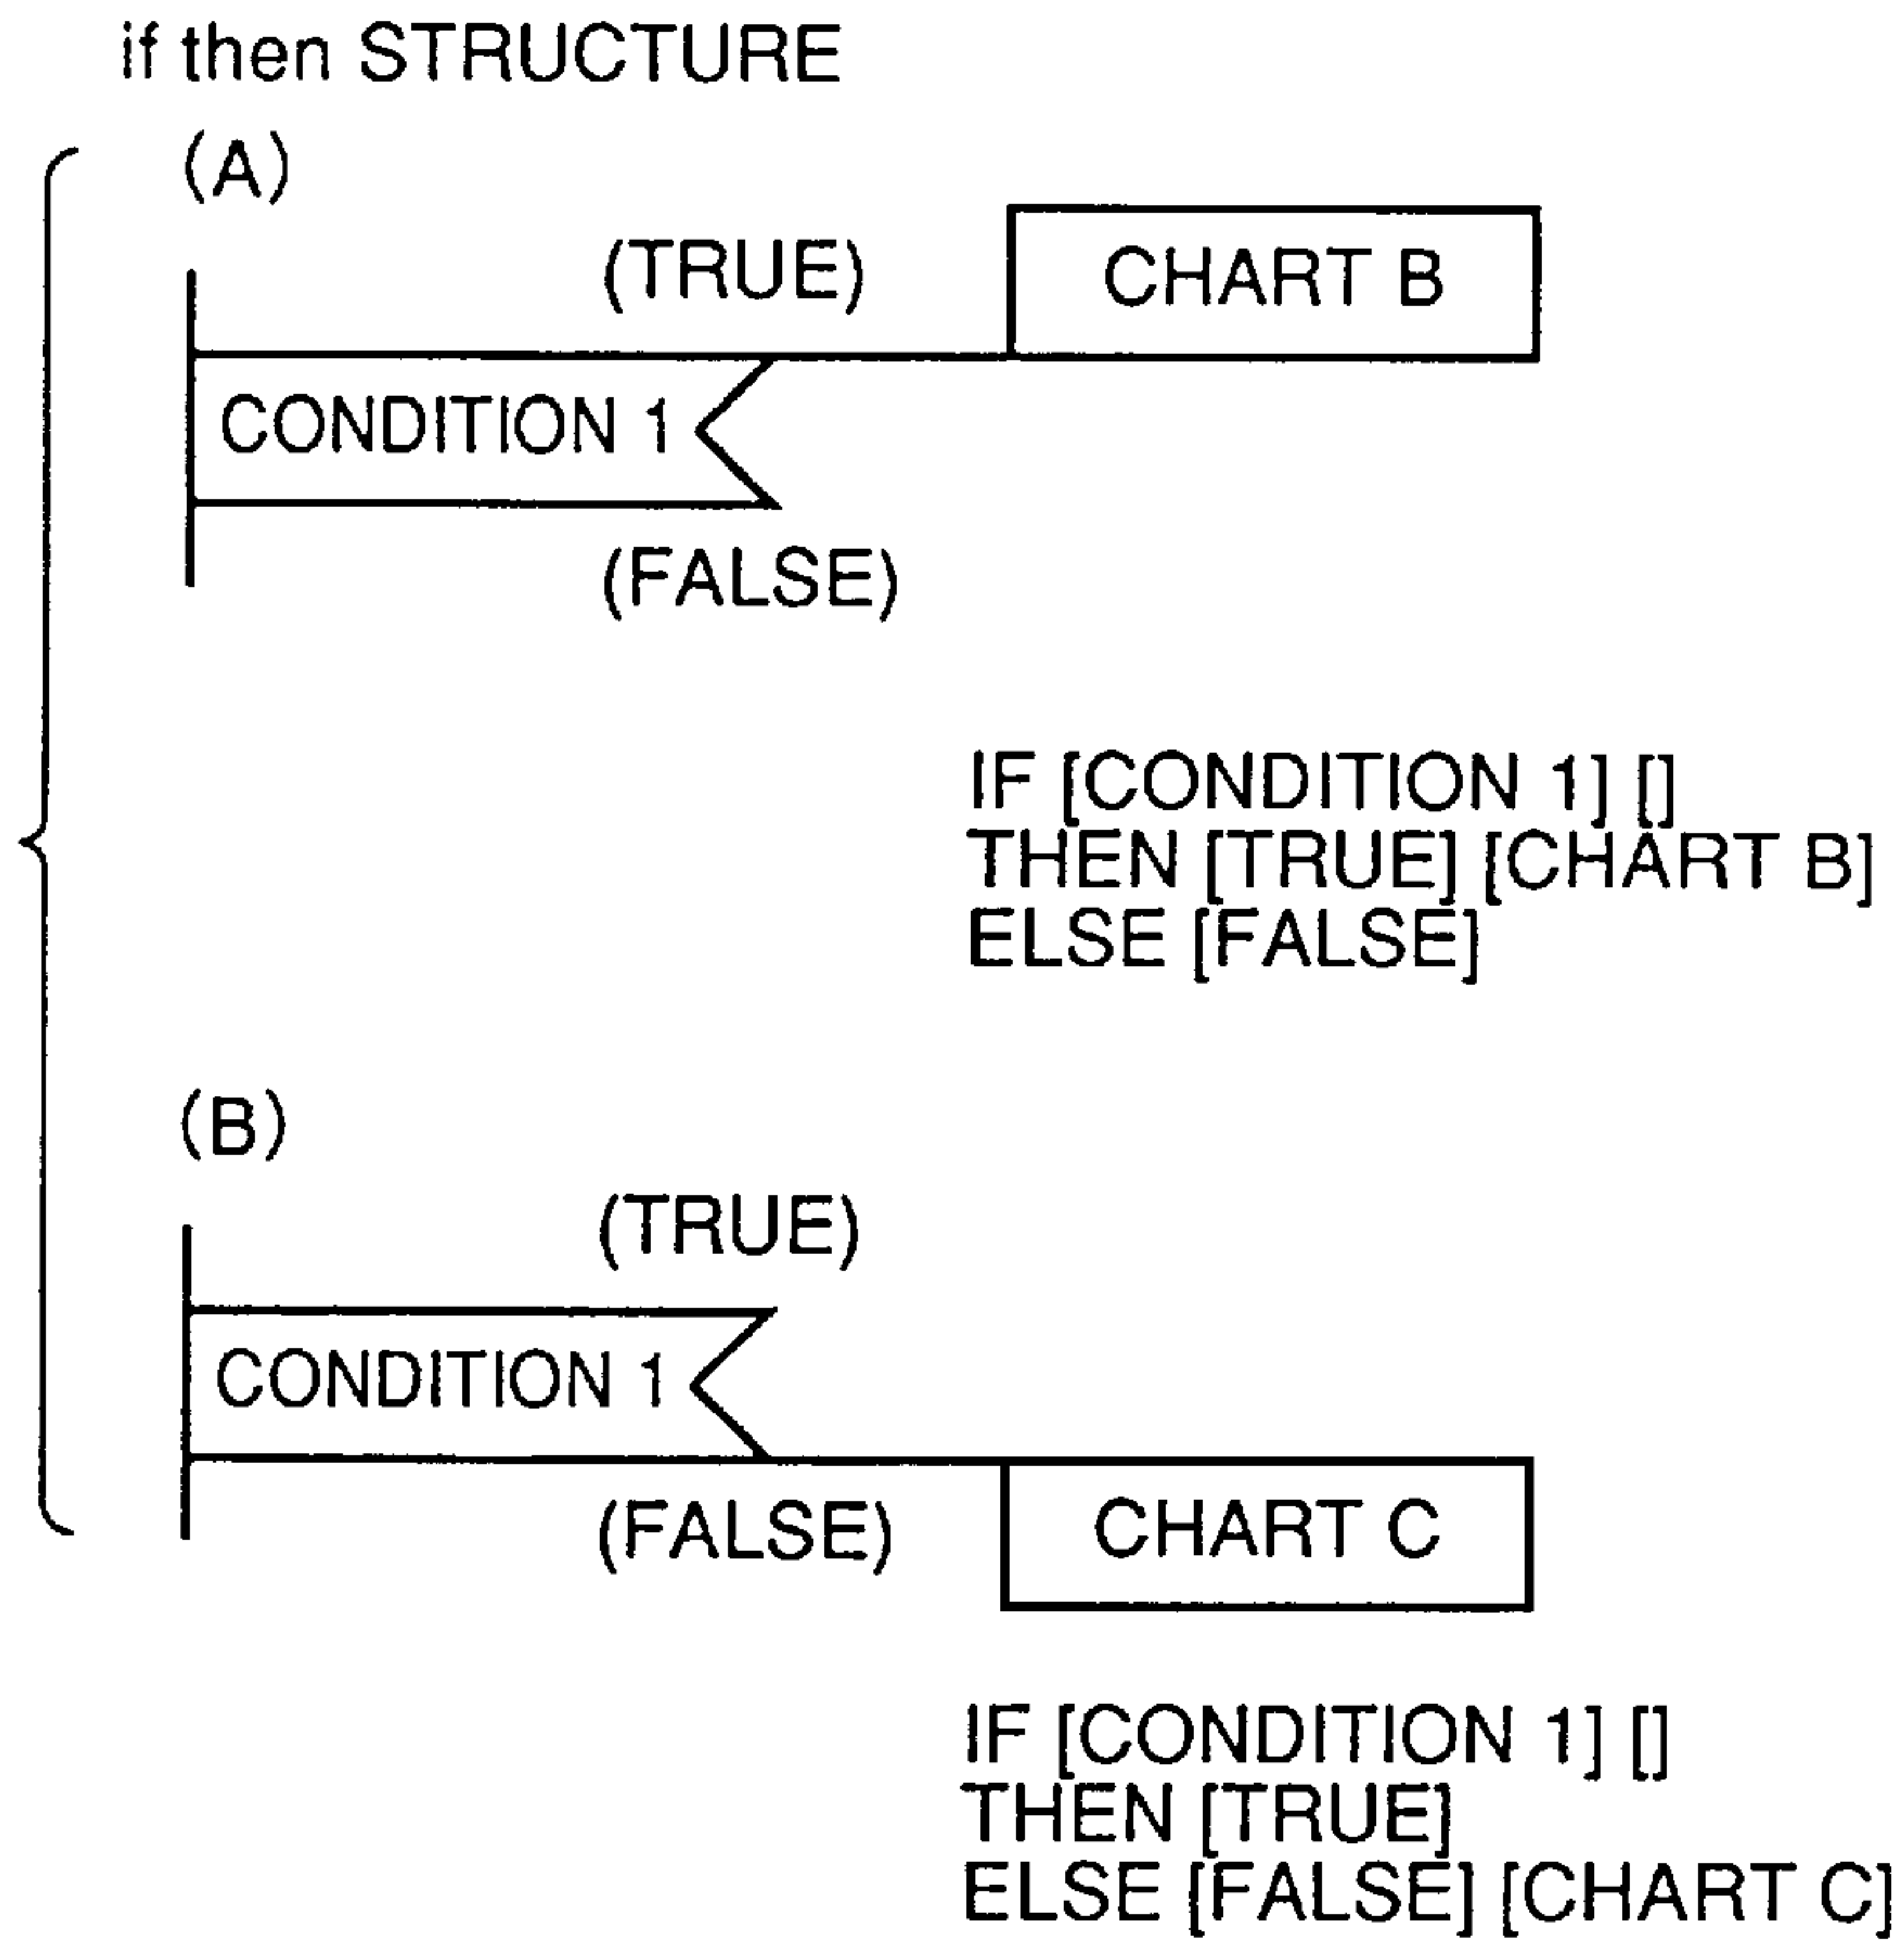 if then STRUCTURE
(A)
(TRUE)
CHART B
CONDITION 1
(FALSE)
IF [CONDITION 1] []
THEN [TRUE] [CHART B]
ELSE [FALSE]
(B)
(TRUE)
CONDITION 1
(FALSE)
CHART C
IF [CONDITION 1] []
THEN [TRUE]
ELSE [FALSE] [CHART C]